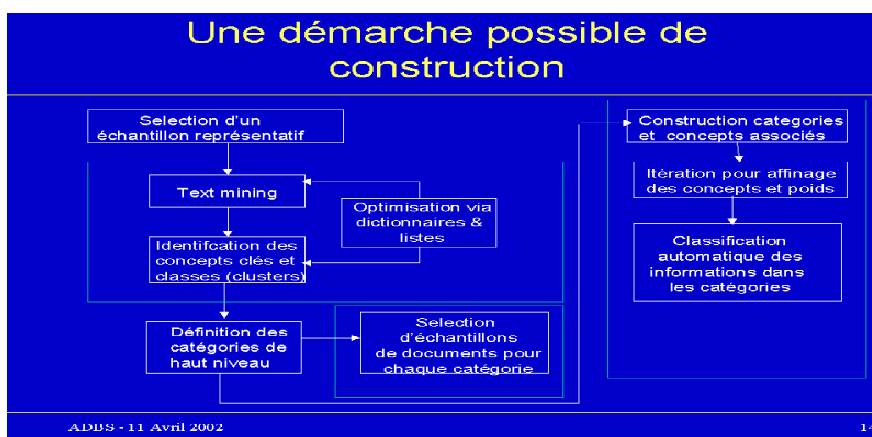 Une démarche possible de
construction
Selection d'un
échantillon représentatif
Text mining
Optimisation via
dictionnaires &
listes
Identifcation des
concepts clés et
classes (clusters)
Définition des
catégories de
haut niveau
Selection
d'échantillons
de documents pour
chaque catégorie
Construction categories
et concepts associés
Itération pour affinage
des concepts et poids
Classification
automatique des
informations dans
les catégories
ADBS - 11 Avril 2002
14